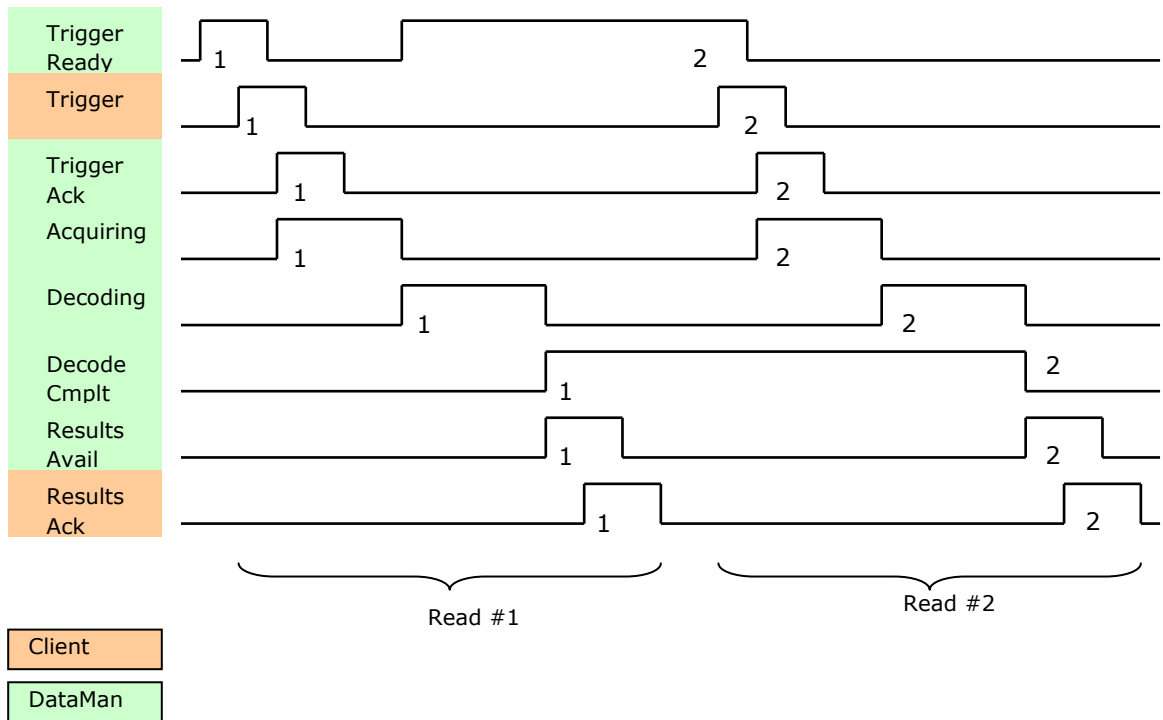 Trigger
Ready
1
2
Trigger
1
2
Trigger
Ack
1
2
Acquiring
1
2
Decoding
1
2
Decode
Cmplt
1
2
Results
Avail
1
2
Results
Ack
1
2
Read #1
Read #2
Client
DataMan